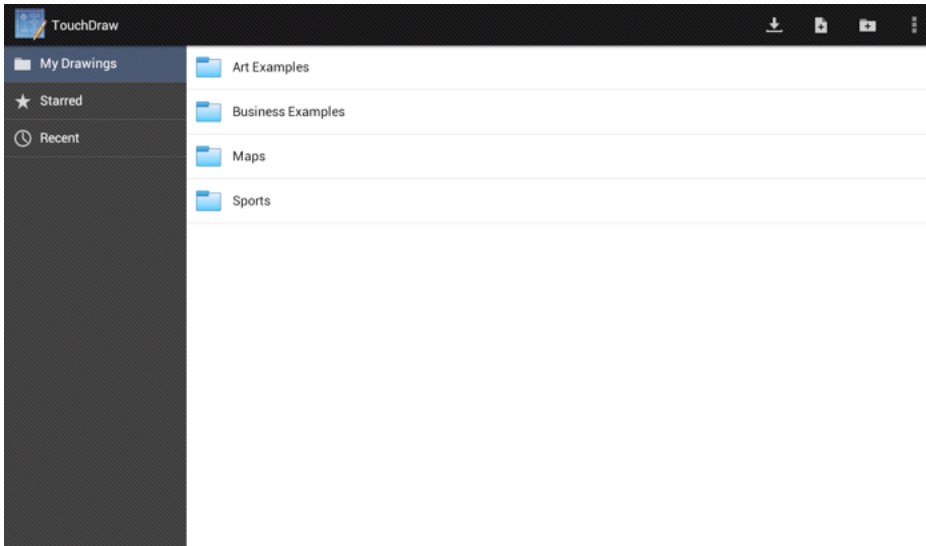 TouchDraw
My Drawings
Starred
Recent
Art Examples
Business Examples
Maps
Sports